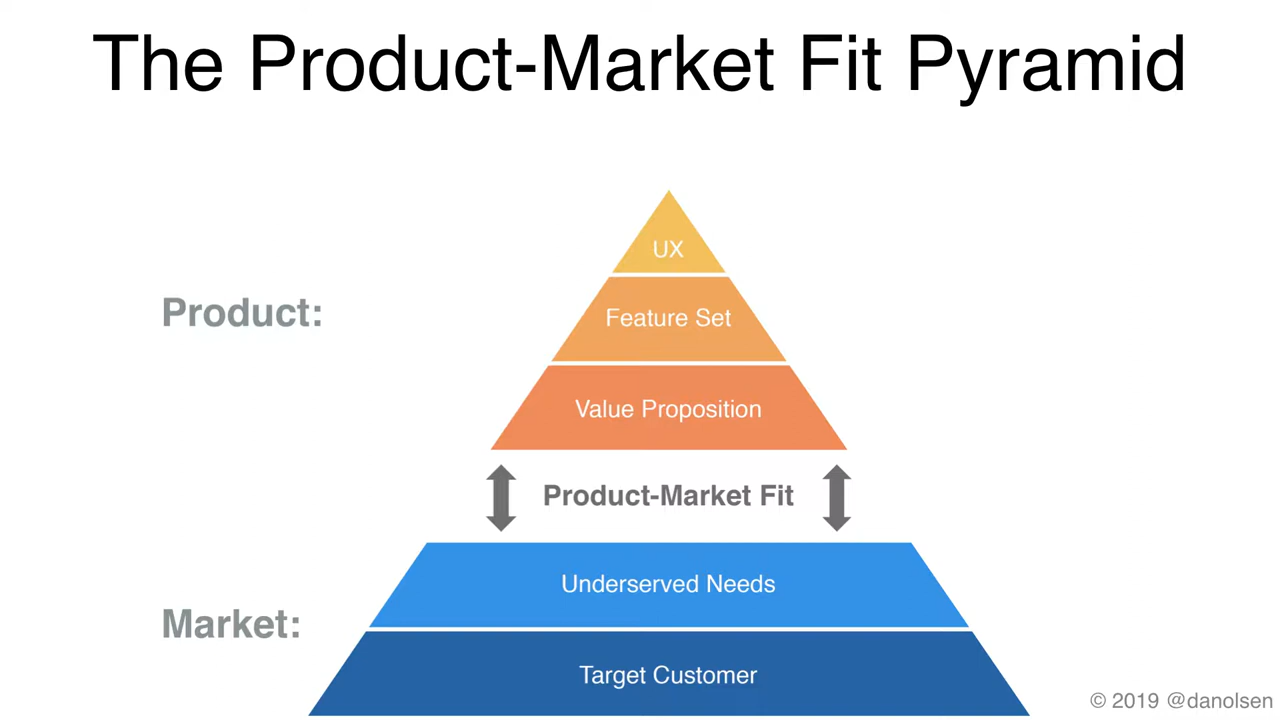 The Product-Market Fit Pyramid
UX
Product:
Feature Set
Value Proposition
Product-Market Fit
Underserved Needs
Market:
Target Customer
© 2019 @danolsen